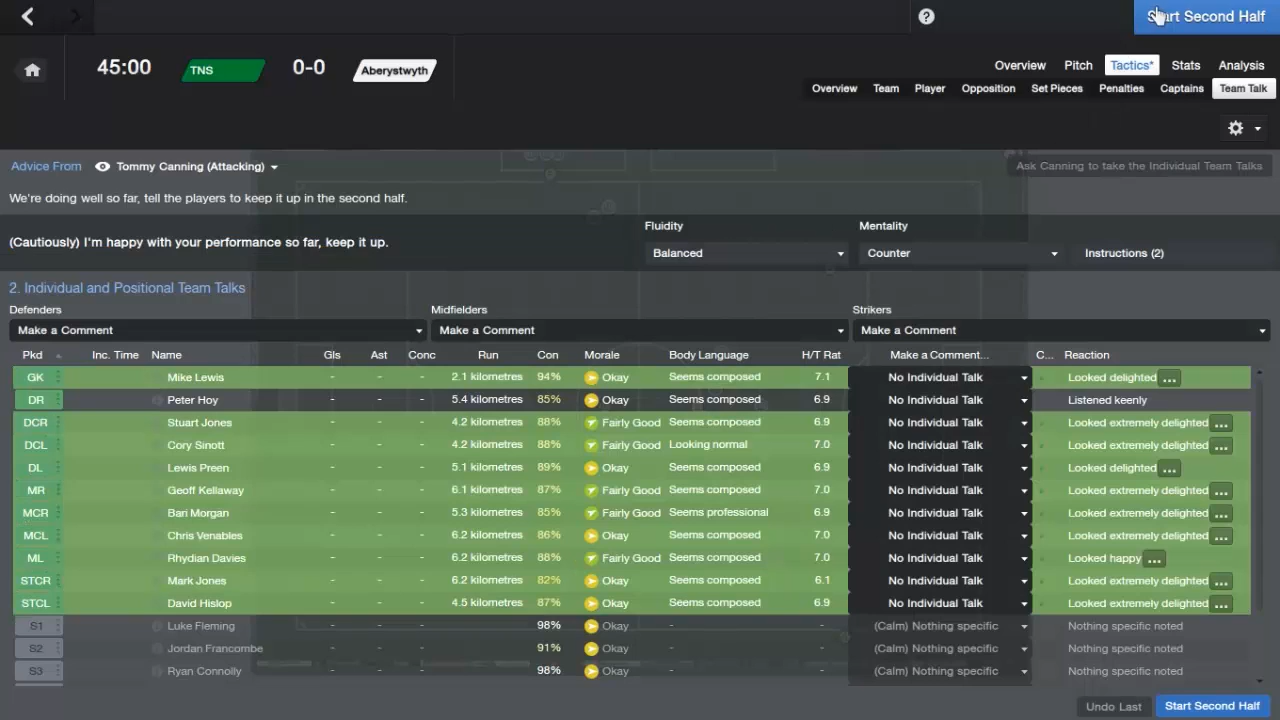 Start Second Half
45:00 TNS 0-0 Aberystwyth
Overview Pitch Tactics* Stats Analysis
Overview Team Player Opposition Set Pieces Penalties Captains Team Talk
Advice From Tommy Canning (Attacking) Ask Canning to take the Individual Team Talks
We're doing well so far, tell the players to keep it up in the second half.
Fluidity Mentality
(Cautiously) I'm happy with your performance so far, keep it up.
Balanced Counter Instructions (2)
2. Individual and Positional Team Talks
Defenders Midfielders Strikers
Make a Comment Make a Comment Make a Comment
Pkd Inc. Time Name Gls Ast Conc Run Con Morale Body Language H/T Rat Make a Comment... C... Reaction
GK Mike Lewis - - - 2.1 kilometres 94% Okay Seems composed 7.1 No Individual Talk Looked delighted ...
DR Peter Hoy - - - 5.4 kilometres 85% Okay Seems composed 6.9 No Individual Talk Listened keenly
DCR Stuart Jones - - - 4.2 kilometres 88% Fairly Good Seems composed 6.9 No Individual Talk Looked extremely delighted ...
DCL Cory Sinott - - - 4.2 kilometres 88% Fairly Good Looking normal 7.0 No Individual Talk Looked extremely delighted ...
DL Lewis Preen - - - 5.1 kilometres 89% Okay Seems composed 6.9 No Individual Talk Looked delighted ...
MR Geoff Kellaway - - - 6.1 kilometres 87% Fairly Good Seems composed 7.0 No Individual Talk Looked extremely delighted ...
MCR Bari Morgan - - - 5.3 kilometres 85% Fairly Good Seems professional 6.9 No Individual Talk Looked extremely delighted ...
MCL Chris Venables - - - 6.2 kilometres 86% Okay Seems composed 7.0 No Individual Talk Looked extremely delighted ...
ML Rhydian Davies - - - 6.2 kilometres 88% Fairly Good Seems composed 7.0 No Individual Talk Looked happy ...
STCR Mark Jones - - - 6.2 kilometres 82% Okay Seems composed 6.1 No Individual Talk Looked extremely delighted ...
STCL David Hislop - - - 4.5 kilometres 87% Okay Seems composed 6.9 No Individual Talk Looked extremely delighted ...
S1 Luke Fleming 98% Okay - - (Calm) Nothing specific Nothing specific noted
S2 Jordan Francombe 91% Okay - - (Calm) Nothing specific Nothing specific noted
S3 Ryan Connolly 98% Okay - - (Calm) Nothing specific Nothing specific noted
Undo Last Start Second Half